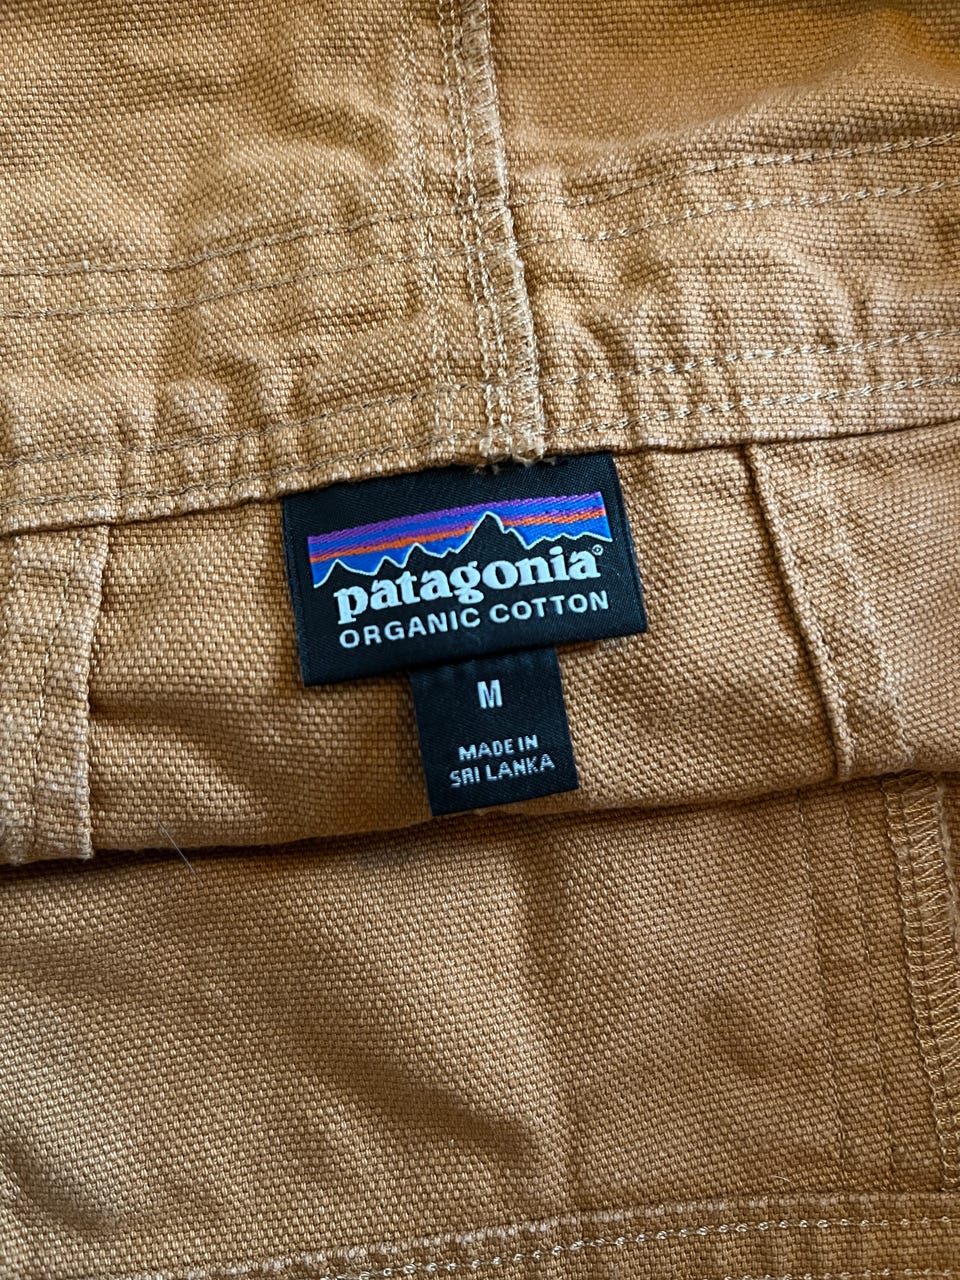 patagonia®
ORGANIC COTTON
M
MADE IN
SRI LANKA